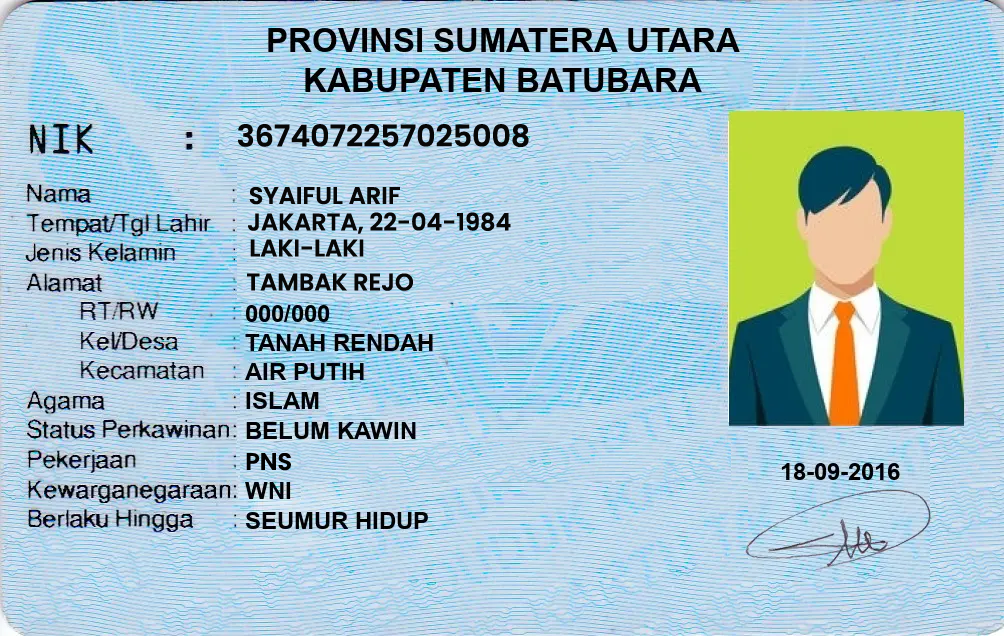 PROVINSI SUMATERA UTARA
KABUPATEN BATUBARA
NIK : 3674072257025008
Nama : SYAIFUL ARIF
Tempat/Tgl Lahir : JAKARTA, 22-04-1984
Jenis Kelamin : LAKI-LAKI
Alamat : TAMBAK REJO
RT/RW : 000/000
Kel/Desa : TANAH RENDAH
Kecamatan : AIR PUTIH
Agama : ISLAM
Status Perkawinan: BELUM KAWIN
Pekerjaan : PNS
Kewarganegaraan: WNI
Berlaku Hingga : SEUMUR HIDUP
18-09-2016